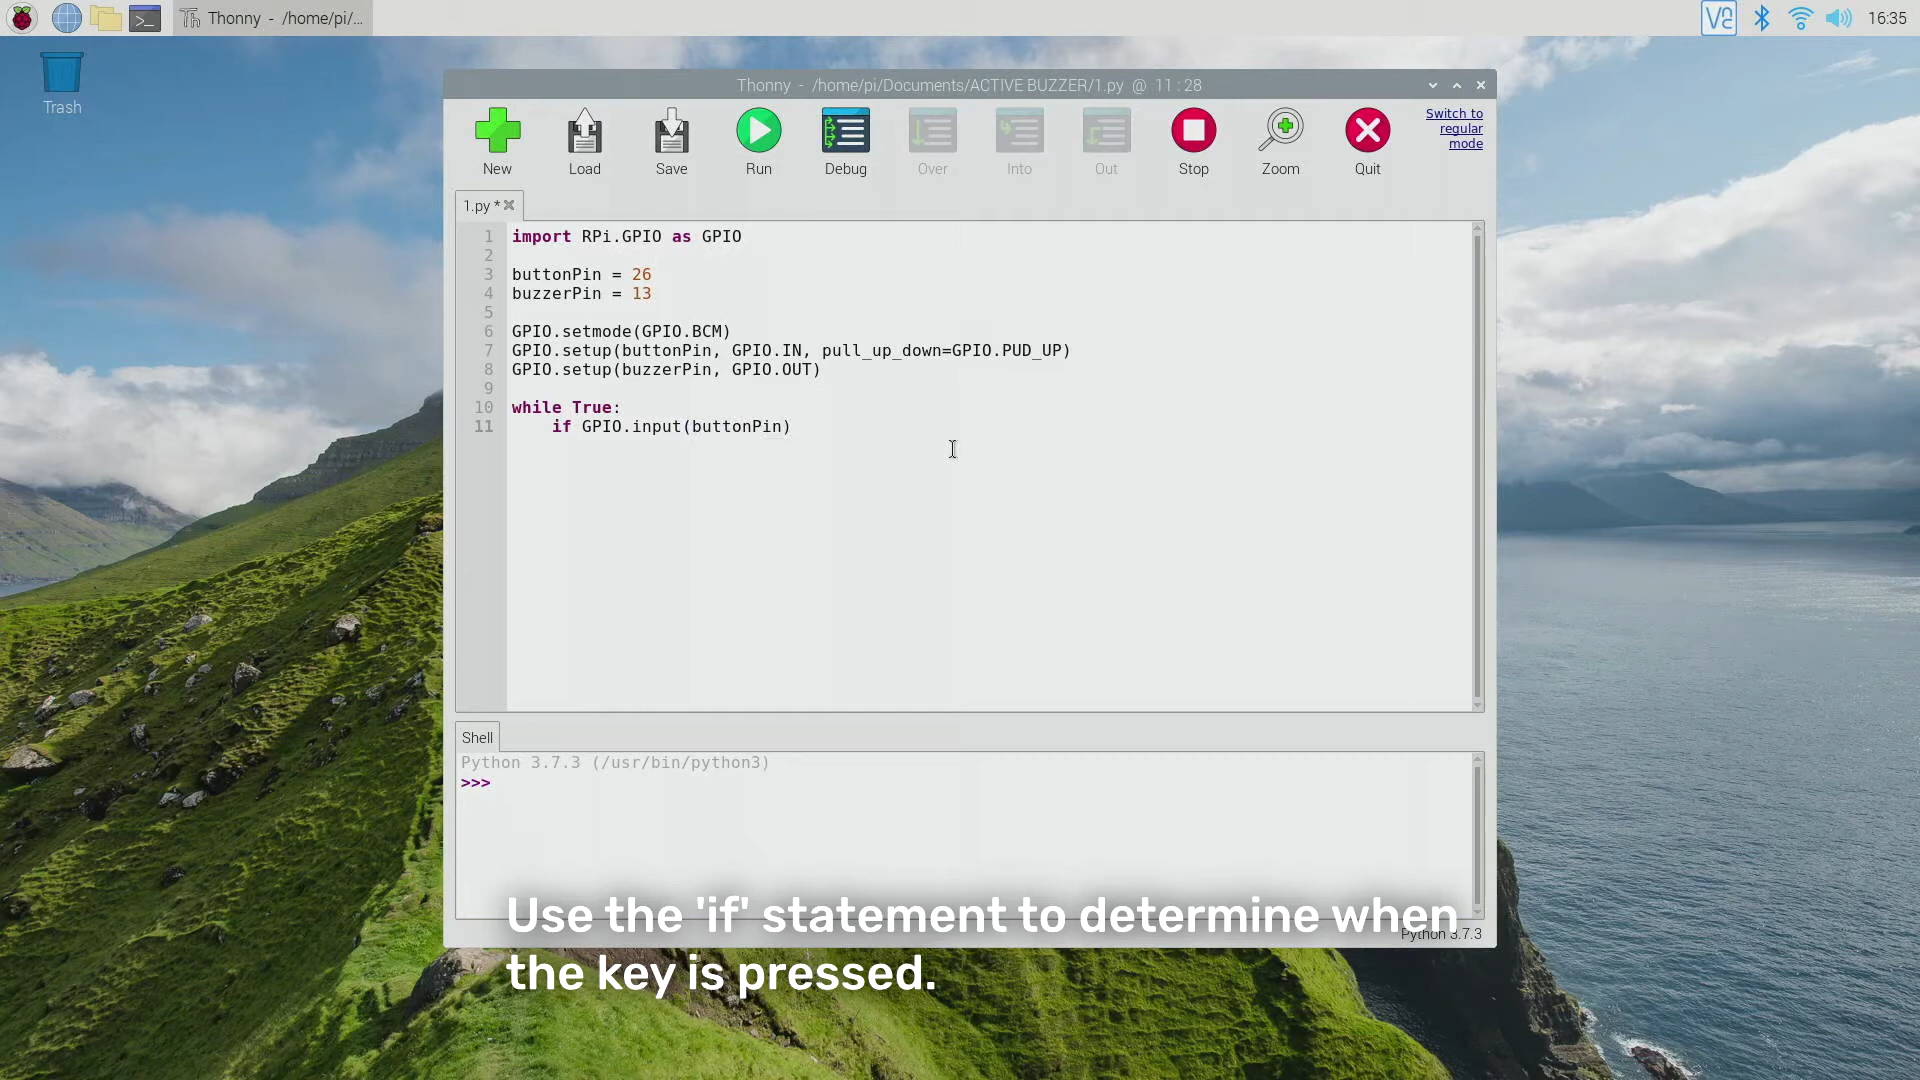 Thonny - /home/pi/...
16:35
Trash
Thonny - /home/pi/Documents/ACTIVE BUZZER/1.py @ 11 : 28
New
Load
Save
Run
Debug
Over
Into
Out
Stop
Zoom
Quit
Switch to
regular
mode
1.py *
1 import RPi.GPIO as GPIO
2
3 buttonPin = 26
4 buzzerPin = 13
5
6 GPIO.setmode(GPIO.BCM)
7 GPIO.setup(buttonPin, GPIO.IN, pull_up_down=GPIO.PUD_UP)
8 GPIO.setup(buzzerPin, GPIO.OUT)
9
10 while True:
11     if GPIO.input(buttonPin)
Shell
Python 3.7.3 (/usr/bin/python3)
>>>
Use the 'if' statement to determine when
the key is pressed.
Python 3.7.3